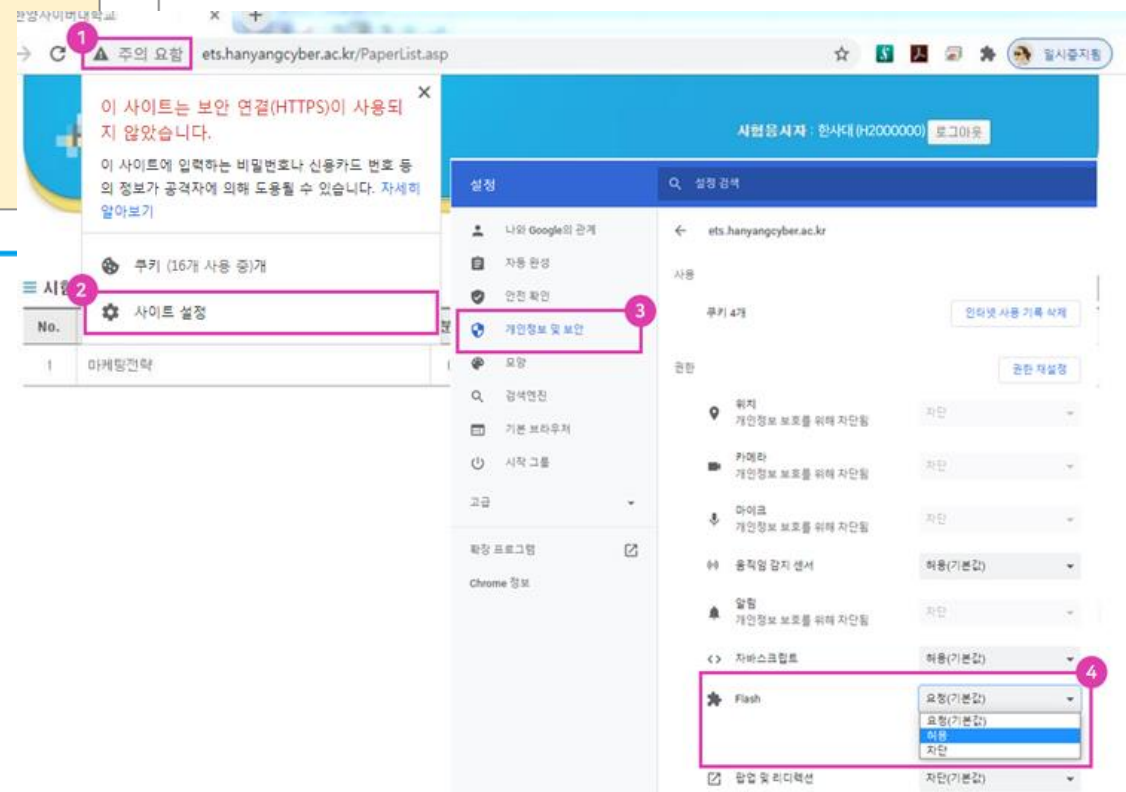 한양사이버대학교
1
주의 요함
ets.hanyangcyber.ac.kr/PaperList.asp
일시중지됨
이 사이트는 보안 연결(HTTPS)이 사용되
지 않았습니다.
이 사이트에 입력하는 비밀번호나 신용카드 번호 등
의 정보가 공격자에 의해 도용될 수 있습니다. 자세히
알아보기
쿠키 (16개 사용 중)개
2
사이트 설정
시험응시자 : 한사대 (H2000000) 로그아웃
시험
No.
1 마케팅전략
설정
설정 검색
나와 Google의 관계
자동 완성
안전 확인
3
개인정보 및 보안
모양
검색엔진
기본 브라우저
시작 그룹
고급
확장 프로그램
Chrome 정보
ets.hanyangcyber.ac.kr
사용
쿠키 4개
인터넷 사용 기록 삭제
권한
권한 재설정
위치
개인정보 보호를 위해 차단됨
차단
카메라
개인정보 보호를 위해 차단됨
차단
마이크
개인정보 보호를 위해 차단됨
차단
움직임 감지 센서
허용(기본값)
알림
개인정보 보호를 위해 차단됨
차단
자바스크립트
허용(기본값)
4
Flash
요청(기본값)
요청(기본값)
허용
차단
팝업 및 리디렉션
차단(기본값)